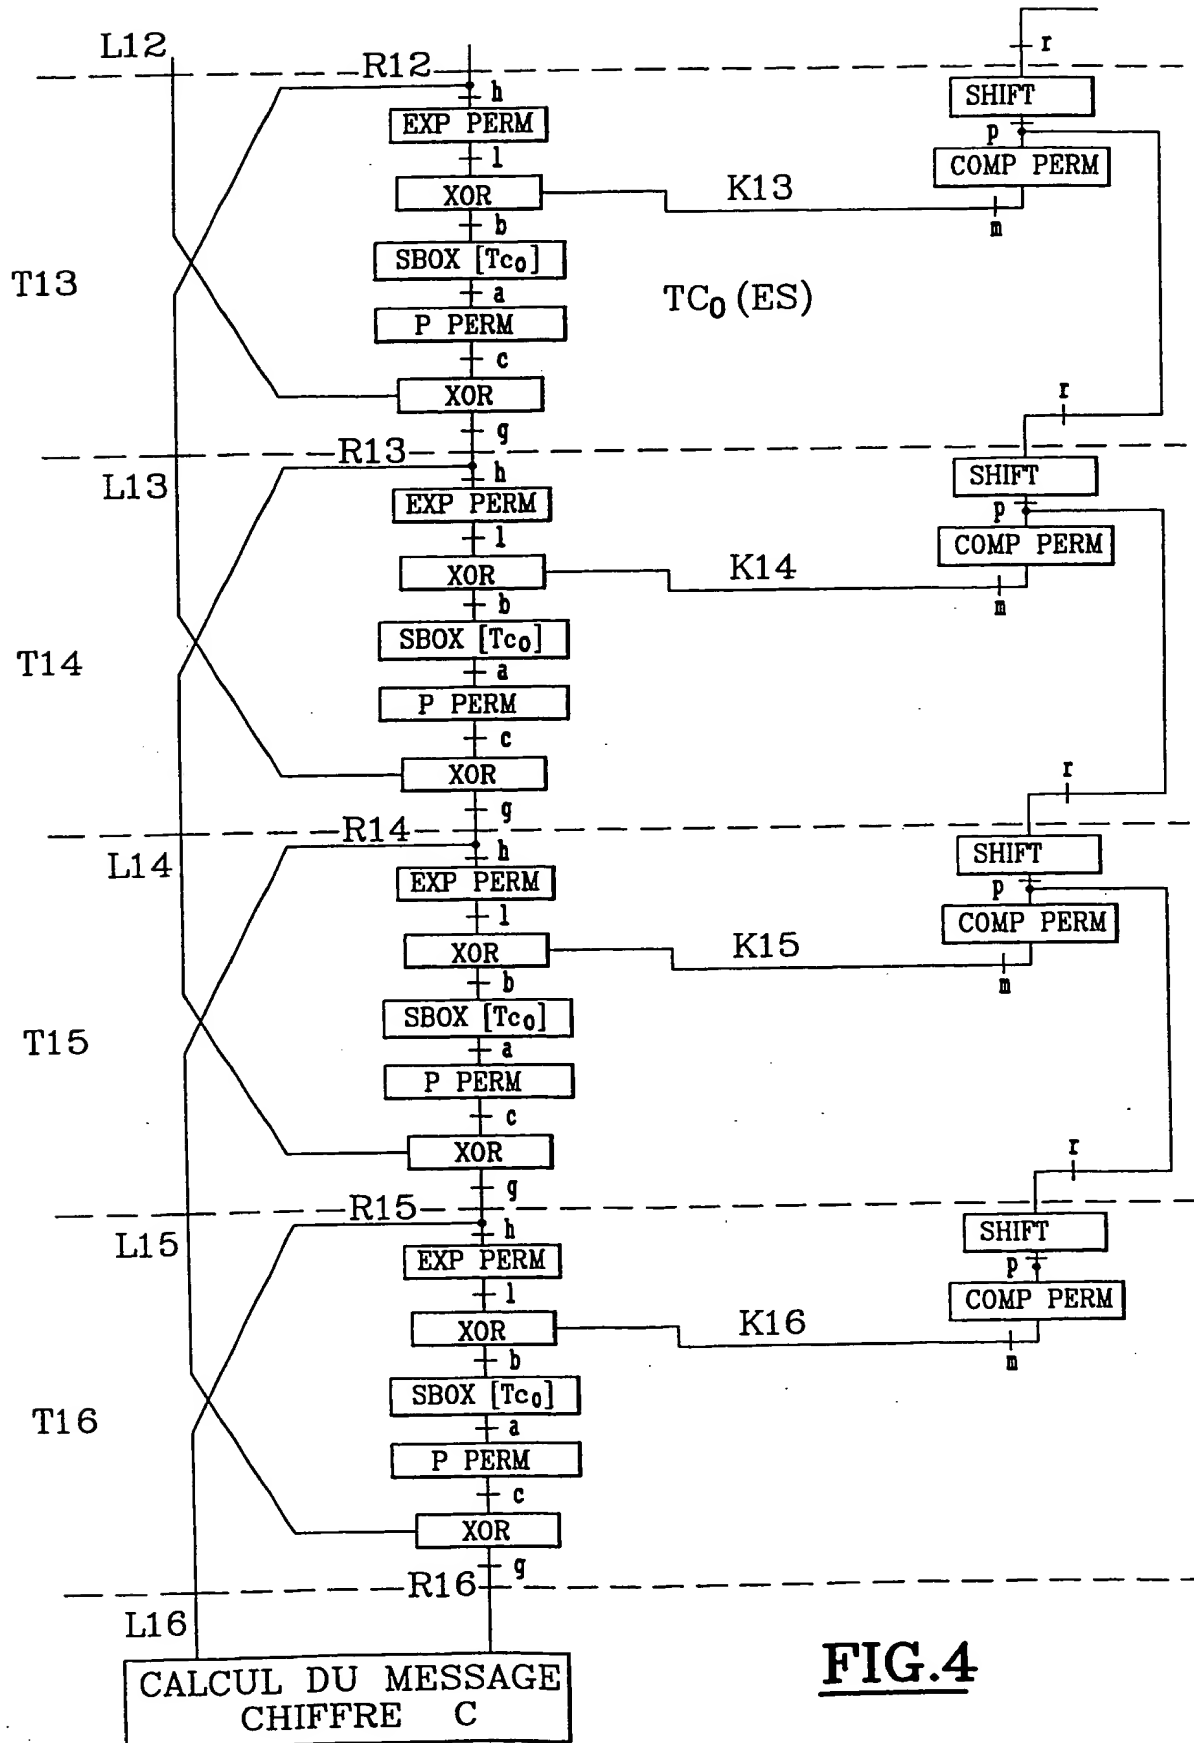 L12
R12
r
h
SHIFT
EXP PERM
p
l
COMP PERM
XOR
K13
m
b
SBOX [Tc0]
T13
a
TC0 (ES)
P PERM
c
XOR
r
g
R13
L13
h
SHIFT
EXP PERM
p
l
COMP PERM
XOR
K14
m
b
SBOX [Tc0]
T14
a
P PERM
c
XOR
r
g
R14
L14
h
SHIFT
EXP PERM
p
l
COMP PERM
XOR
K15
m
b
SBOX [Tc0]
T15
a
P PERM
c
XOR
r
g
R15
L15
h
SHIFT
EXP PERM
p
l
COMP PERM
XOR
K16
m
b
SBOX [Tc0]
T16
a
P PERM
c
XOR
g
R16
L16
CALCUL DU MESSAGE
CHIFFRE C
FIG.4